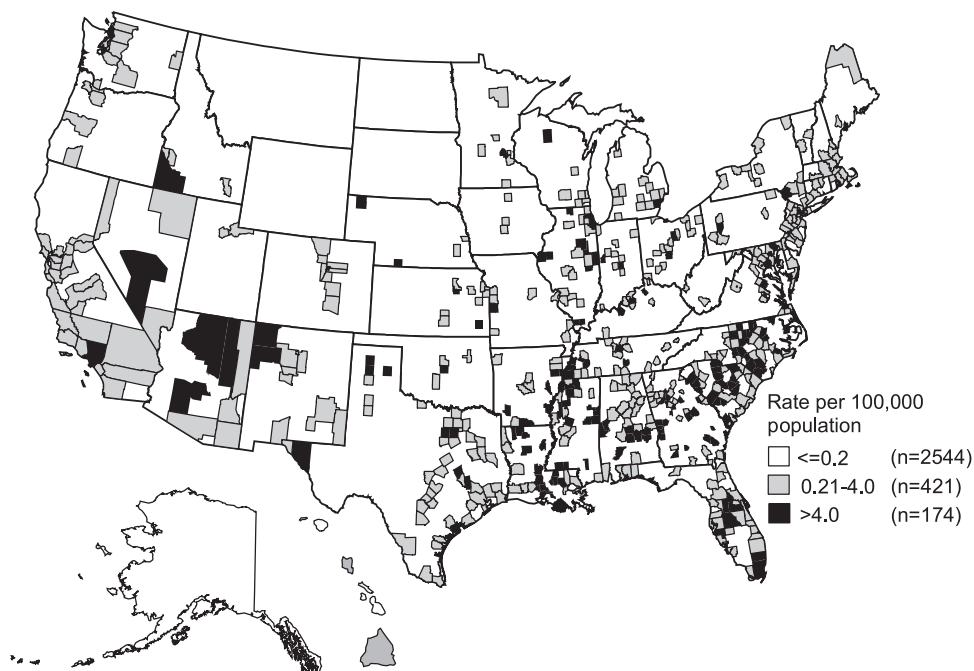 Rate per 100,000
population
<=0.2 (n=2544)
0.21-4.0 (n=421)
>4.0 (n=174)